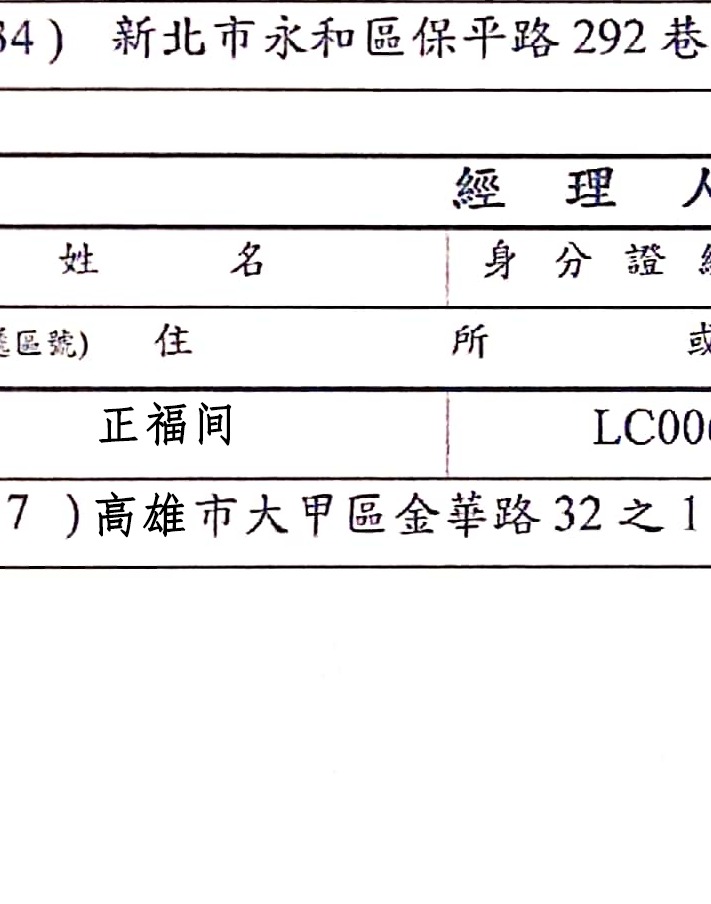 34) 新北市永和區保平路 292 巷
經 理 人
姓 名 身 分 證
區號) 住 所 或
正福间 LC00
7 )高雄市大甲區金華路 32 之 1